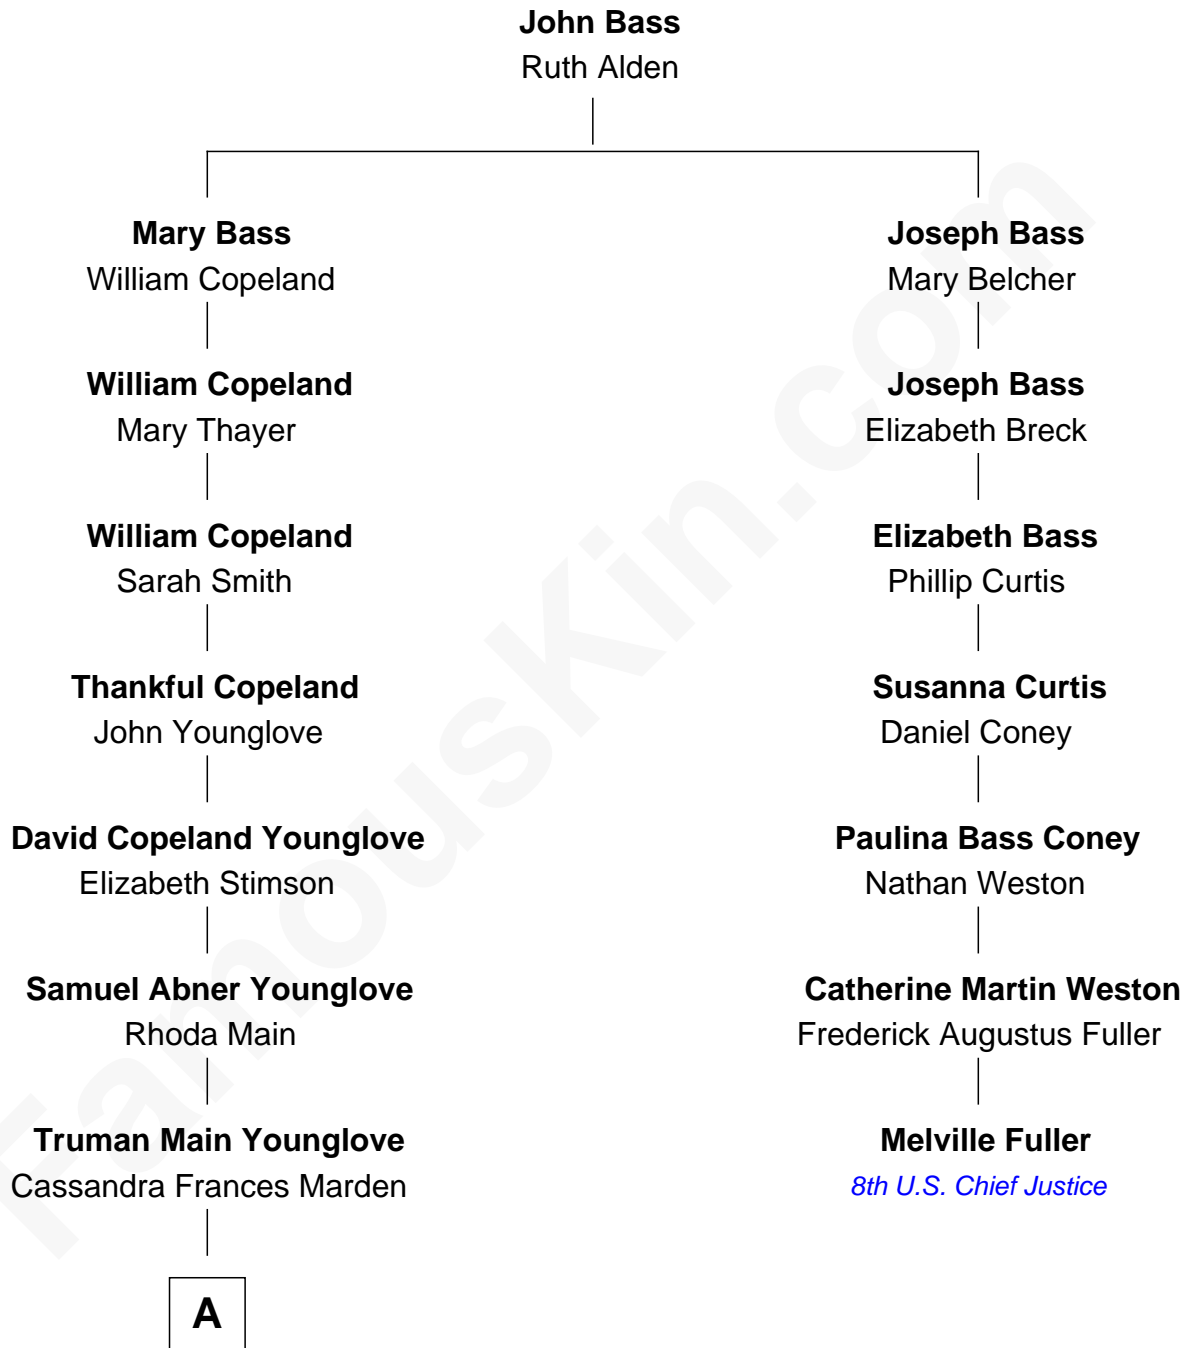 John Bass
Ruth Alden
Mary Bass
William Copeland
Joseph Bass
Mary Belcher
William Copeland
Mary Thayer
Joseph Bass
Elizabeth Breck
William Copeland
Sarah Smith
Elizabeth Bass
Phillip Curtis
Thankful Copeland
John Younglove
Susanna Curtis
Daniel Coney
David Copeland Younglove
Elizabeth Stimson
Paulina Bass Coney
Nathan Weston
Samuel Abner Younglove
Rhoda Main
Catherine Martin Weston
Frederick Augustus Fuller
Truman Main Younglove
Cassandra Frances Marden
Melville Fuller
8th U.S. Chief Justice
A
FamousKin.com